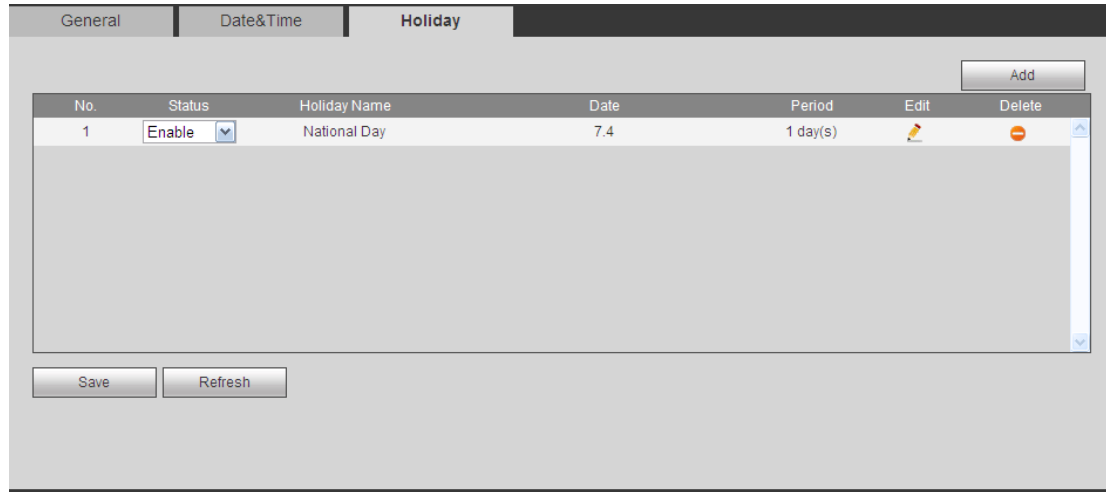 General Date&Time Holiday
Add
No. Status Holiday Name Date Period Edit Delete
1 Enable National Day 7.4 1 day(s)
Save Refresh